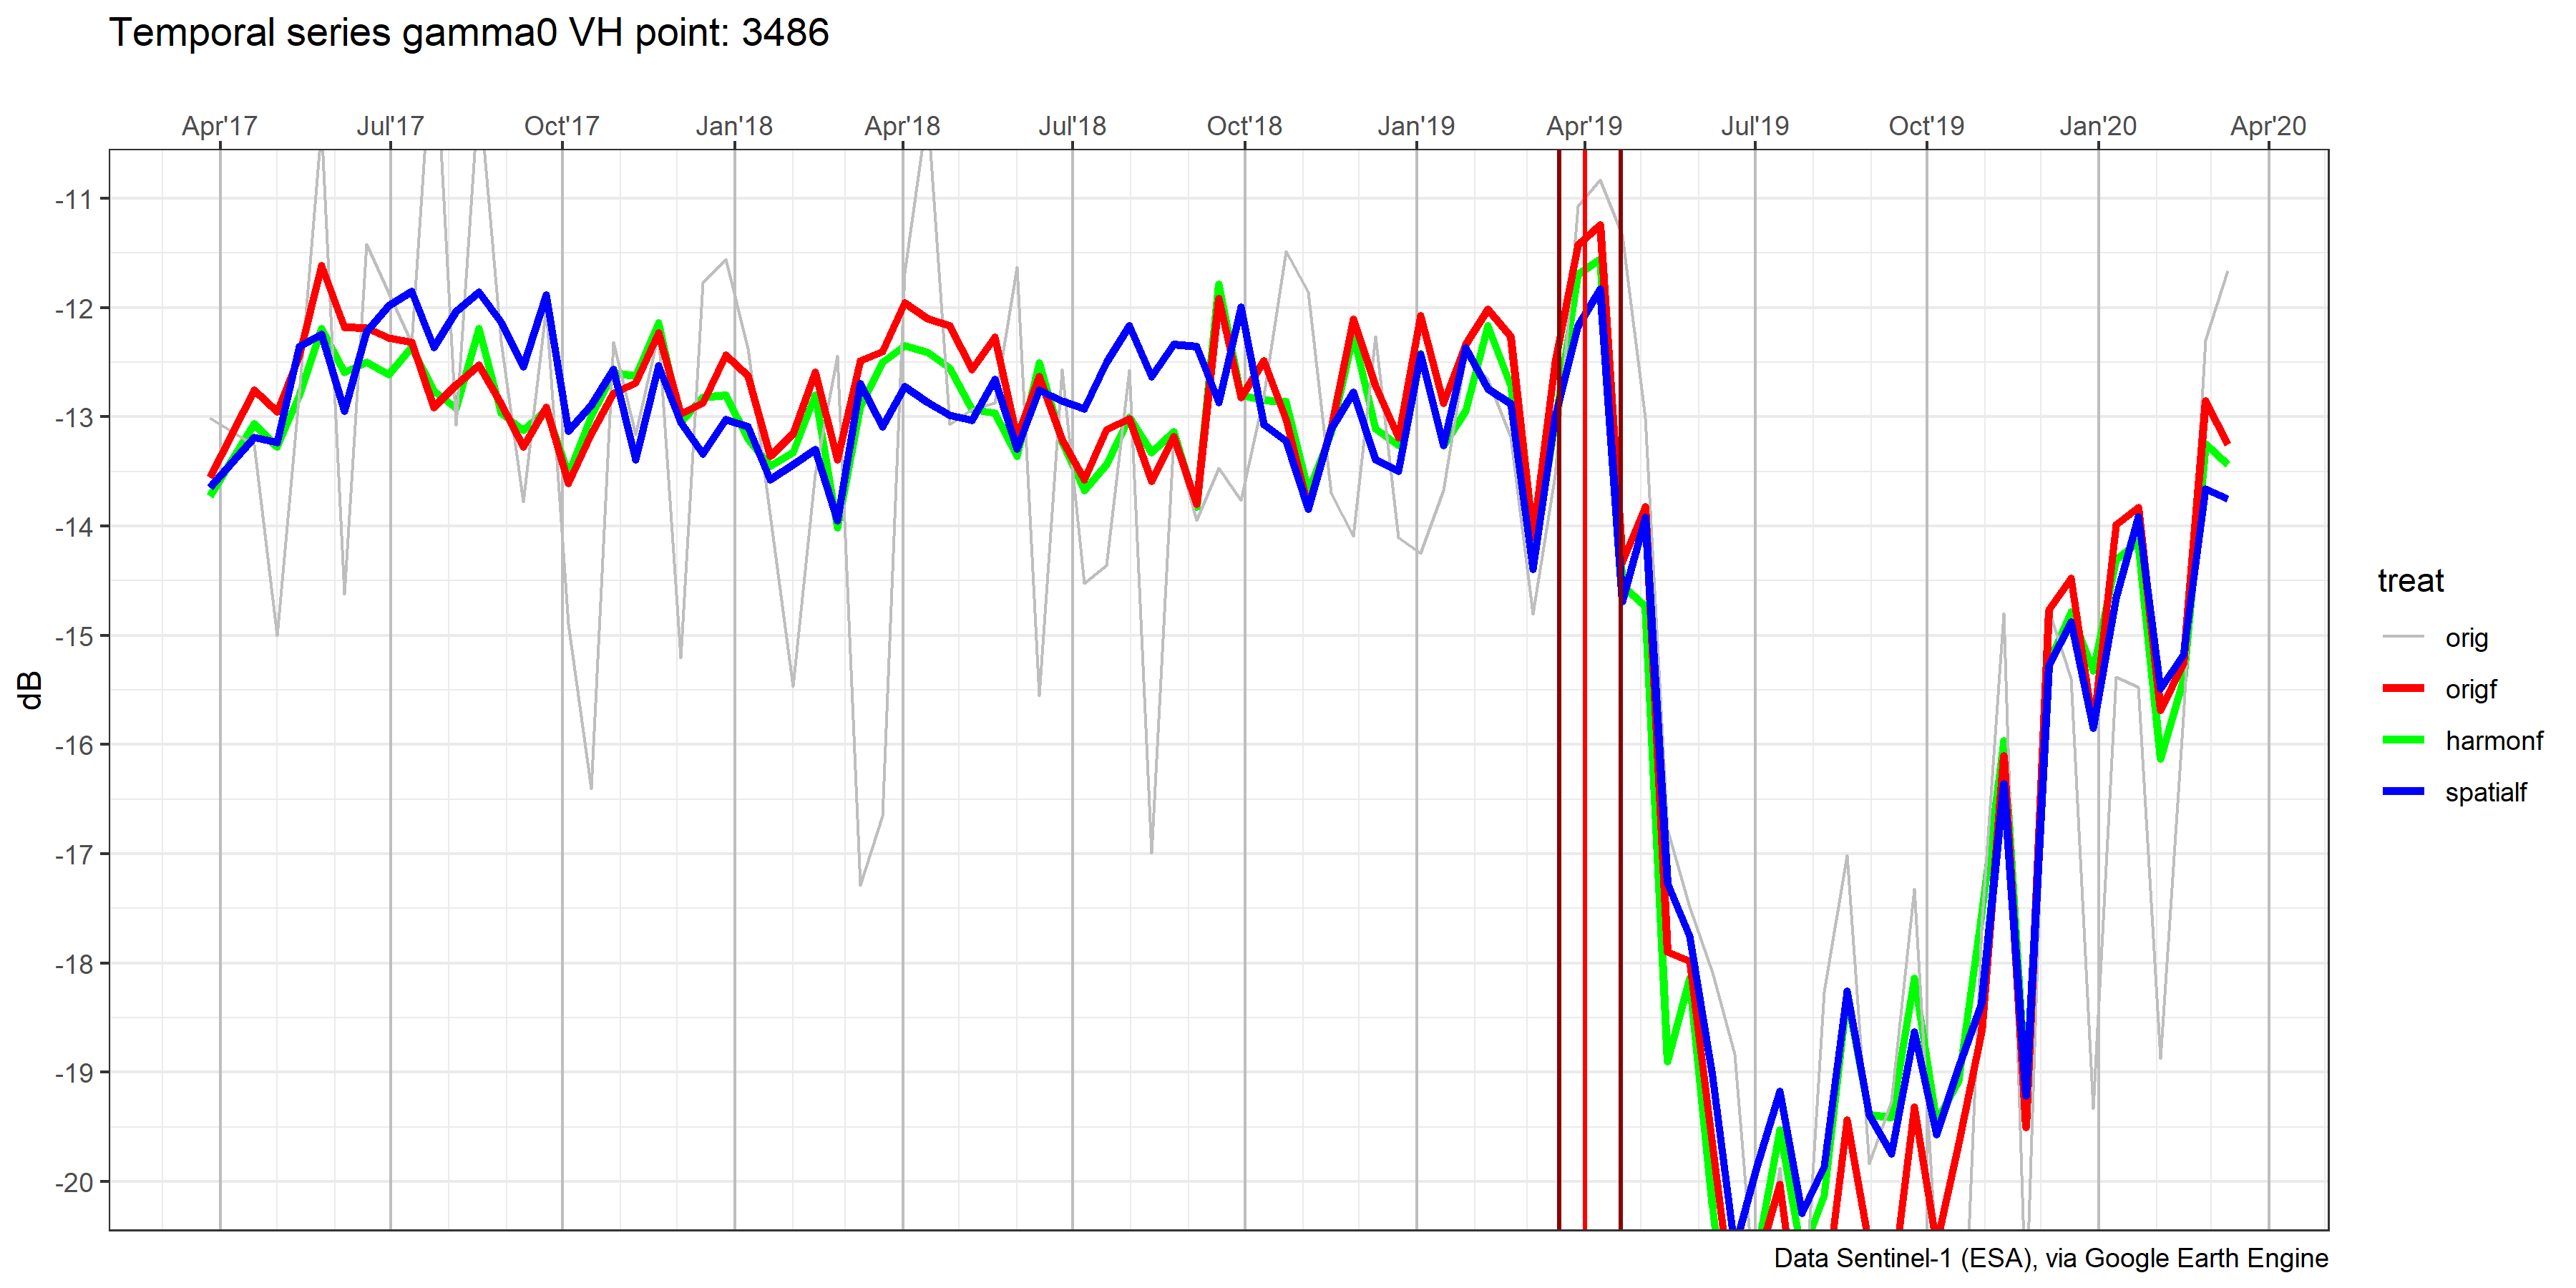 Temporal series gamma0 VH point: 3486
Apr'17 Jul'17 Oct'17 Jan'18 Apr'18 Jul'18 Oct'18 Jan'19 Apr'19 Jul'19 Oct'19 Jan'20 Apr'20
-11
-12
-13
-14
-15
-16
-17
-18
-19
-20
dB
treat
orig
origf
harmonf
spatialf
Data Sentinel-1 (ESA), via Google Earth Engine